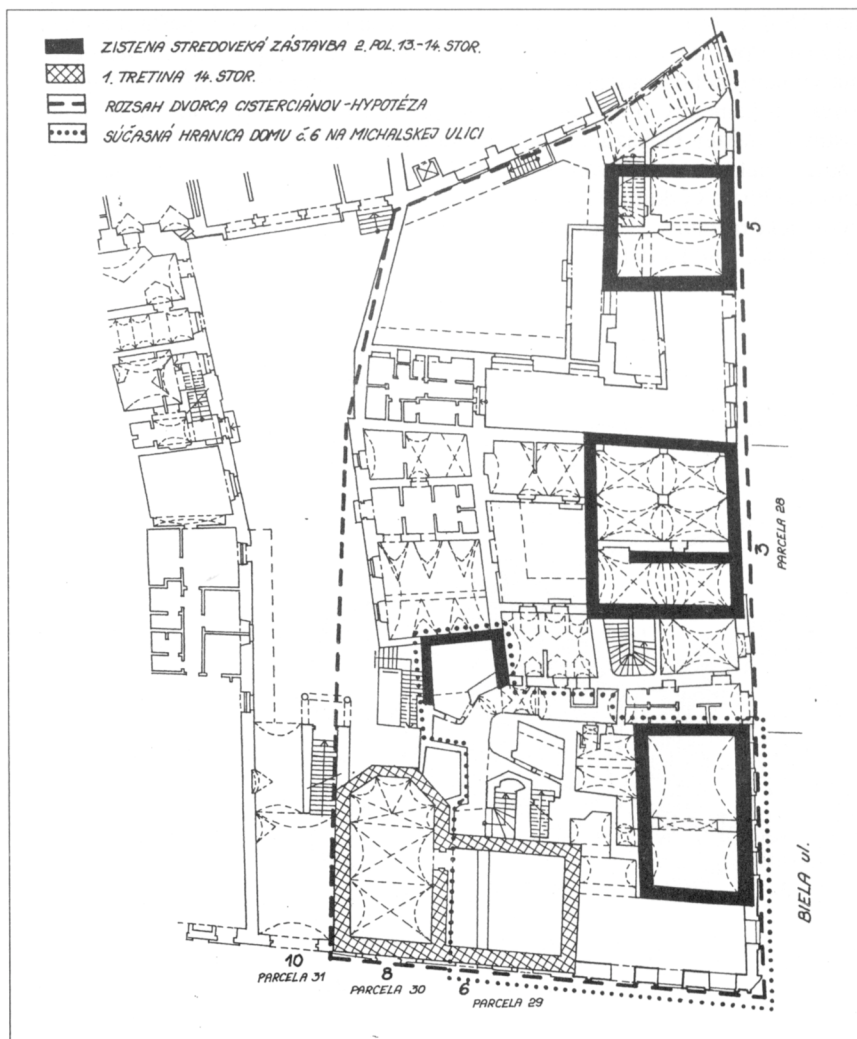 ZISTENA STREDOVEKÁ ZÁSTAVBA 2. POL. 13.-14. STOR.
1. TRETINA 14. STOR.
ROZSAH DVORCA CISTERCIÁNOV-HYPOTÉZA
SÚČASNÁ HRANICA DOMU č. 6 NA MICHALSKEJ ULICI
5
3
PARCELA 28
BIELA ul.
10
PARCELA 31
8
PARCELA 30
6
PARCELA 29